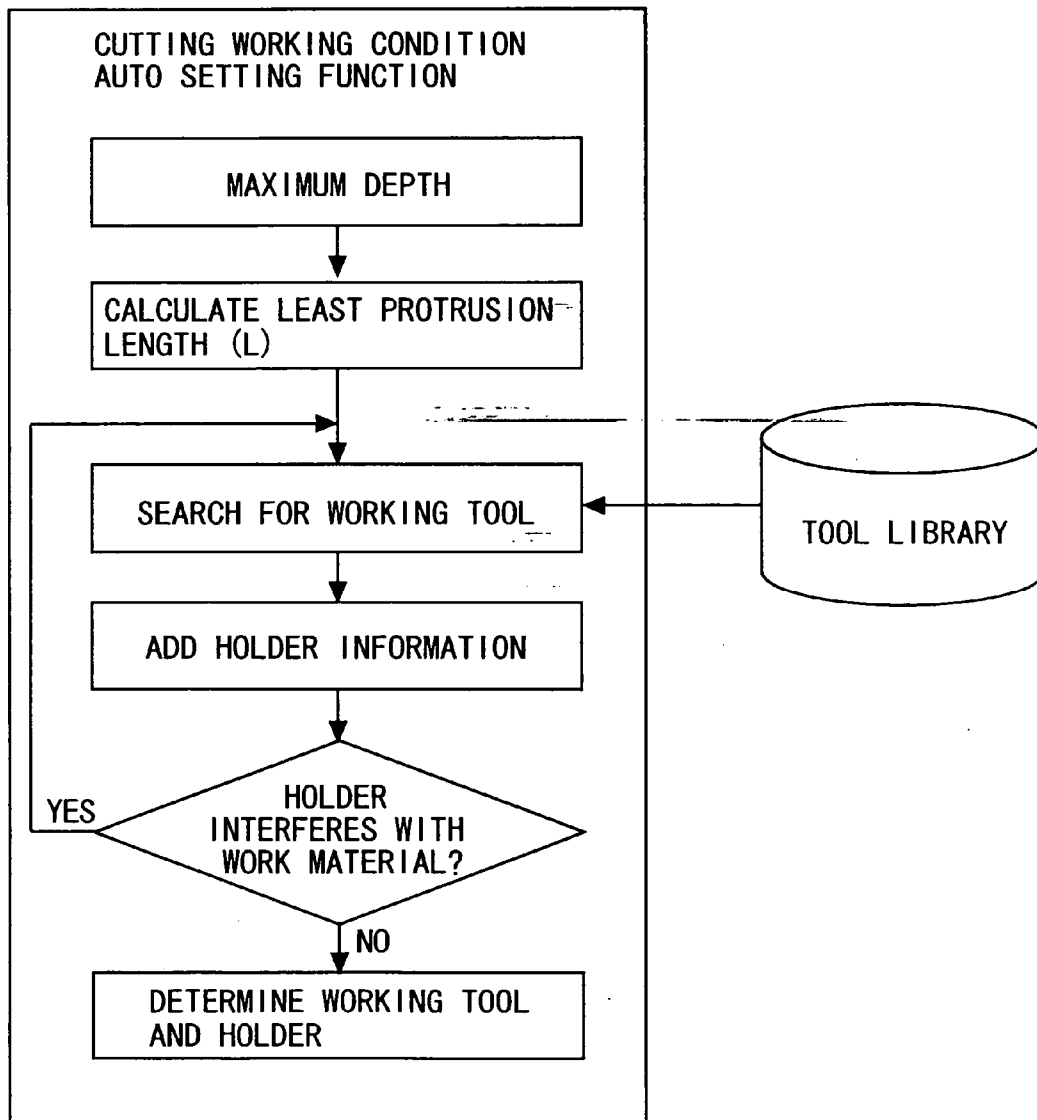 CUTTING WORKING CONDITION
AUTO SETTING FUNCTION
MAXIMUM DEPTH
CALCULATE LEAST PROTRUSION
LENGTH (L)
SEARCH FOR WORKING TOOL
TOOL LIBRARY
ADD HOLDER INFORMATION
YES
HOLDER
INTERFERES WITH
WORK MATERIAL?
NO
DETERMINE WORKING TOOL
AND HOLDER